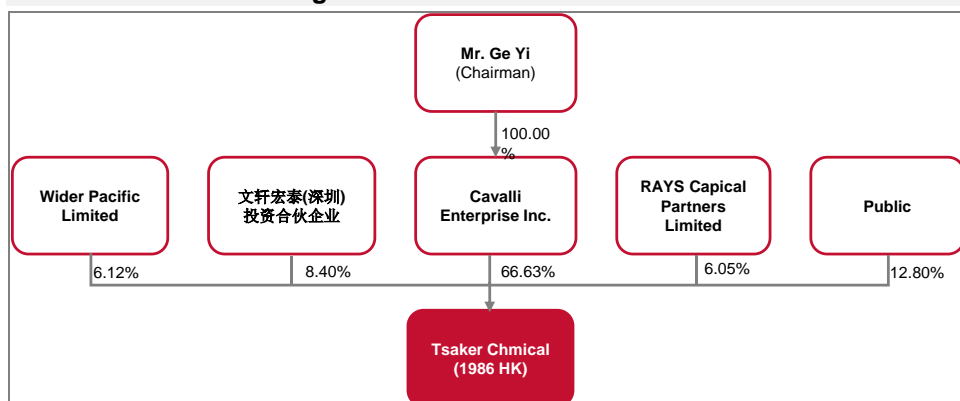 Mr. Ge Yi
(Chairman)
100.00
%
Wider Pacific
Limited
文轩宏泰(深圳)
投资合伙企业
Cavalli
Enterprise Inc.
RAYS Capical
Partners
Limited
Public
6.12%
8.40%
66.63%
6.05%
12.80%
Tsaker Chmical
(1986 HK)